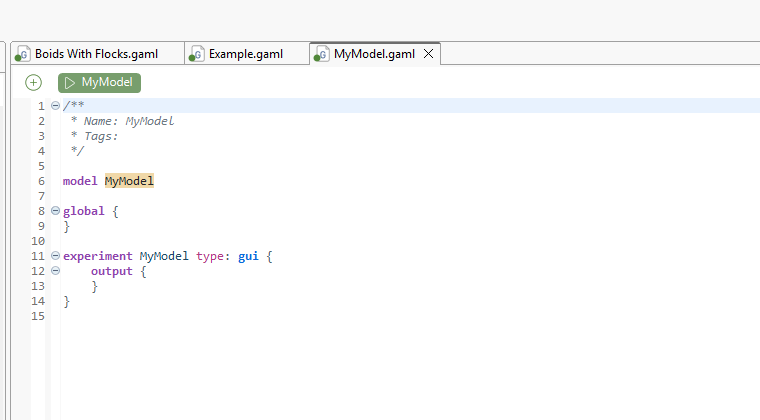 Boids With Flocks.gaml Example.gaml MyModel.gaml
MyModel
1 /**
2  * Name: MyModel
3  * Tags:
4  */
5
6 model MyModel
7
8 global {
9 }
10
11 experiment MyModel type: gui {
12     output {
13     }
14 }
15